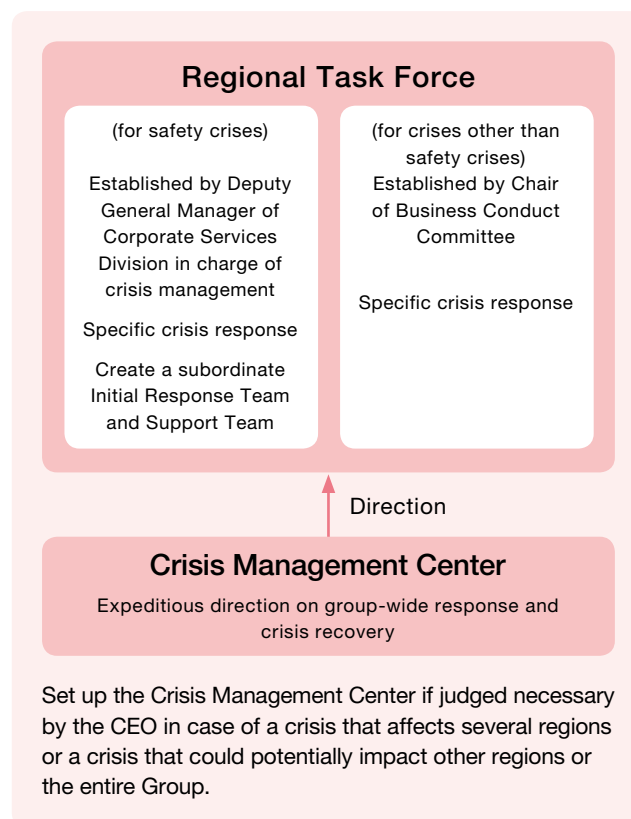 Regional Task Force
(for safety crises)
Established by Deputy
General Manager of
Corporate Services
Division in charge of
crisis management
Specific crisis response
Create a subordinate
Initial Response Team
and Support Team
(for crises other than
safety crises)
Established by Chair
of Business Conduct
Committee
Specific crisis response
Direction
Crisis Management Center
Expeditious direction on group-wide response and
crisis recovery
Set up the Crisis Management Center if judged necessary
by the CEO in case of a crisis that affects several regions
or a crisis that could potentially impact other regions or
the entire Group.